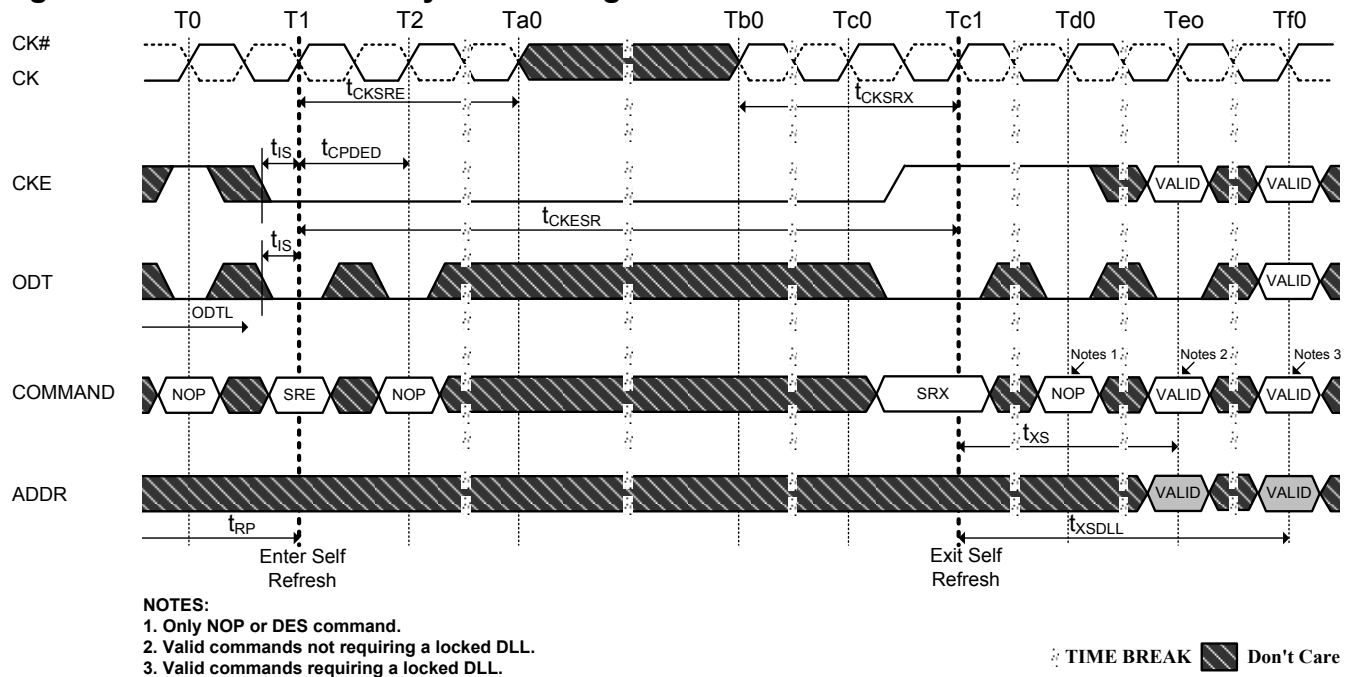 T0 T1 T2 Ta0 Tb0 Tc0 Tc1 Td0 Teo Tf0
CK#
CK
tCKSRE tCKSRX
tIS tCPDED
CKE VALID VALID
tCKESR
tIS
ODT VALID
ODTL
Notes 1 Notes 2 Notes 3
COMMAND NOP SRE NOP SRX NOP VALID VALID
tXS
ADDR VALID VALID
tRP tXSDLL
Enter Self Refresh
Exit Self Refresh
NOTES:
1. Only NOP or DES command.
2. Valid commands not requiring a locked DLL.
3. Valid commands requiring a locked DLL.
TIME BREAK Don't Care